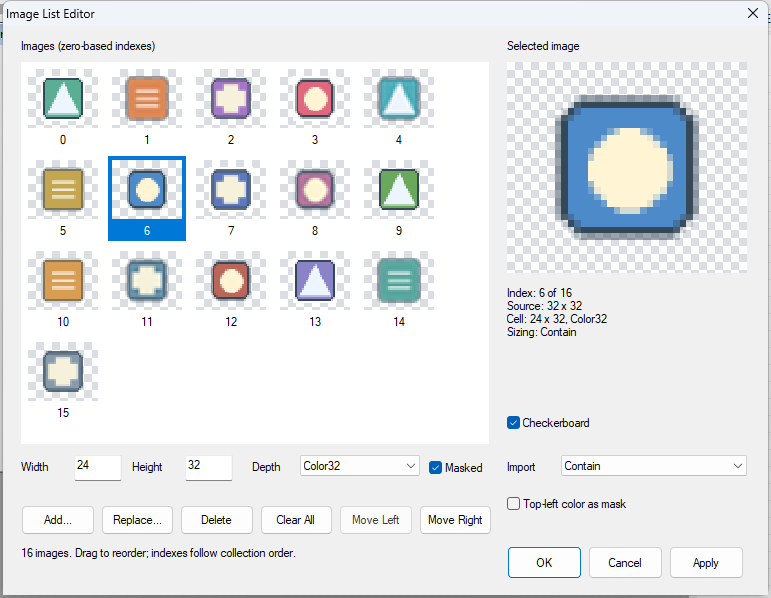 Image List Editor
Images (zero-based indexes)
Selected image
0
1
2
3
4
5
6
7
8
9
10
11
12
13
14
15
Index: 6 of 16
Source: 32 x 32
Cell: 24 x 32, Color32
Sizing: Contain
Checkerboard
Width
24
Height
32
Depth
Color32
Masked
Import
Contain
Top-left color as mask
Add...
Replace...
Delete
Clear All
Move Left
Move Right
16 images. Drag to reorder; indexes follow collection order.
OK
Cancel
Apply